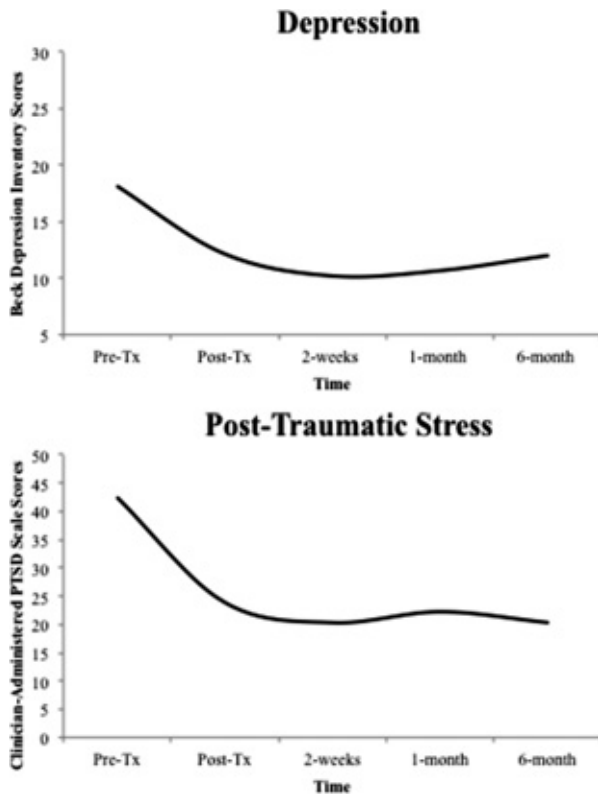 Depression
Beck Depression Inventory Scores
30
25
20
15
10
5
Pre-Tx Post-Tx 2-weeks 1-month 6-month
Time
Post-Traumatic Stress
Clinician-Administered PTSD Scale Scores
50
45
40
35
30
25
20
15
10
5
0
Pre-Tx Post-Tx 2-weeks 1-month 6-month
Time